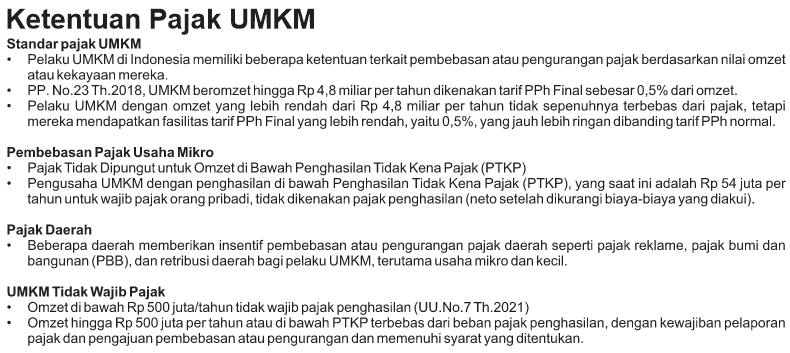 Ketentuan Pajak UMKM
Standar pajak UMKM
• Pelaku UMKM di Indonesia memiliki beberapa ketentuan terkait pembebasan atau pengurangan pajak berdasarkan nilai omzet
atau kekayaan mereka.
• PP. No.23 Th.2018, UMKM beromzet hingga Rp 4,8 miliar per tahun dikenakan tarif PPh Final sebesar 0,5% dari omzet.
• Pelaku UMKM dengan omzet yang lebih rendah dari Rp 4,8 miliar per tahun tidak sepenuhnya terbebas dari pajak, tetapi
mereka mendapatkan fasilitas tarif PPh Final yang lebih rendah, yaitu 0,5%, yang jauh lebih ringan dibanding tarif PPh normal.
Pembebasan Pajak Usaha Mikro
• Pajak Tidak Dipungut untuk Omzet di Bawah Penghasilan Tidak Kena Pajak (PTKP)
• Pengusaha UMKM dengan penghasilan di bawah Penghasilan Tidak Kena Pajak (PTKP), yang saat ini adalah Rp 54 juta per
tahun untuk wajib pajak orang pribadi, tidak dikenakan pajak penghasilan (neto setelah dikurangi biaya-biaya yang diakui).
Pajak Daerah
• Beberapa daerah memberikan insentif pembebasan atau pengurangan pajak daerah seperti pajak reklame, pajak bumi dan
bangunan (PBB), dan retribusi daerah bagi pelaku UMKM, terutama usaha mikro dan kecil.
UMKM Tidak Wajib Pajak
• Omzet di bawah Rp 500 juta/tahun tidak wajib pajak penghasilan (UU.No.7 Th.2021)
• Omzet hingga Rp 500 juta per tahun atau di bawah PTKP terbebas dari beban pajak penghasilan, dengan kewajiban pelaporan
pajak dan pengajuan pembebasan atau pengurangan dan memenuhi syarat yang ditentukan.